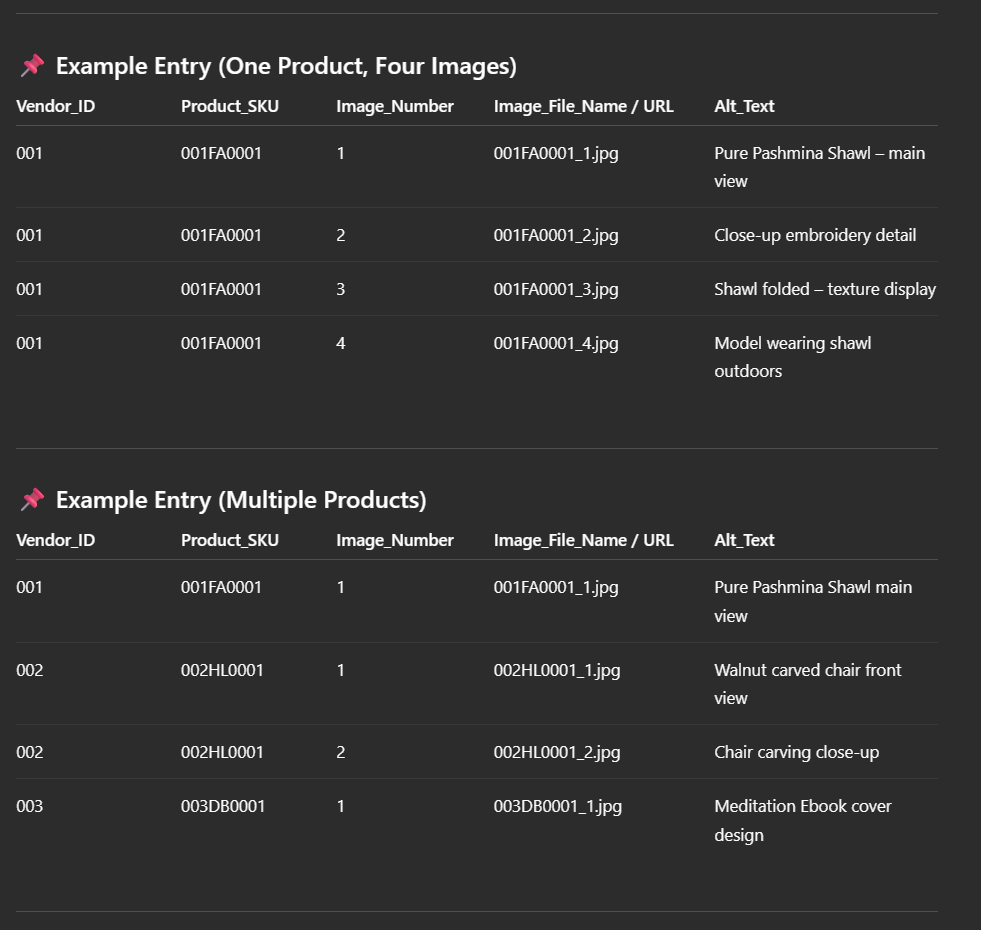 📌 Example Entry (One Product, Four Images)
Vendor_ID Product_SKU Image_Number Image_File_Name / URL Alt_Text
001 001FA0001 1 001FA0001_1.jpg Pure Pashmina Shawl – main
view
001 001FA0001 2 001FA0001_2.jpg Close-up embroidery detail
001 001FA0001 3 001FA0001_3.jpg Shawl folded – texture display
001 001FA0001 4 001FA0001_4.jpg Model wearing shawl
outdoors
📌 Example Entry (Multiple Products)
Vendor_ID Product_SKU Image_Number Image_File_Name / URL Alt_Text
001 001FA0001 1 001FA0001_1.jpg Pure Pashmina Shawl main
view
002 002HL0001 1 002HL0001_1.jpg Walnut carved chair front
view
002 002HL0001 2 002HL0001_2.jpg Chair carving close-up
003 003DB0001 1 003DB0001_1.jpg Meditation Ebook cover
design